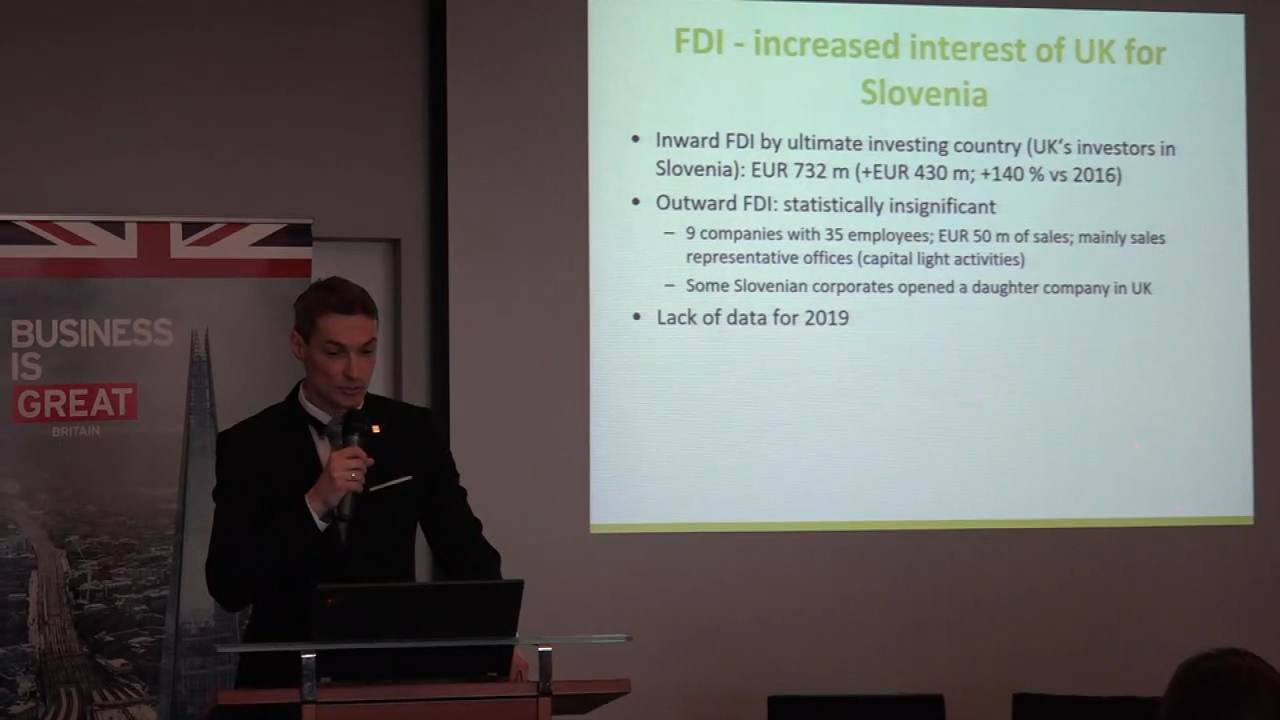 BUSINESS
IS
GREAT
BRITAIN
FDI - increased interest of UK for
Slovenia
• Inward FDI by ultimate investing country (UK's investors in
Slovenia): EUR 732 m (+EUR 430 m; +140 % vs 2016)
• Outward FDI: statistically insignificant
– 9 companies with 35 employees; EUR 50 m of sales; mainly sales
representative offices (capital light activities)
– Some Slovenian corporates opened a daughter company in UK
• Lack of data for 2019